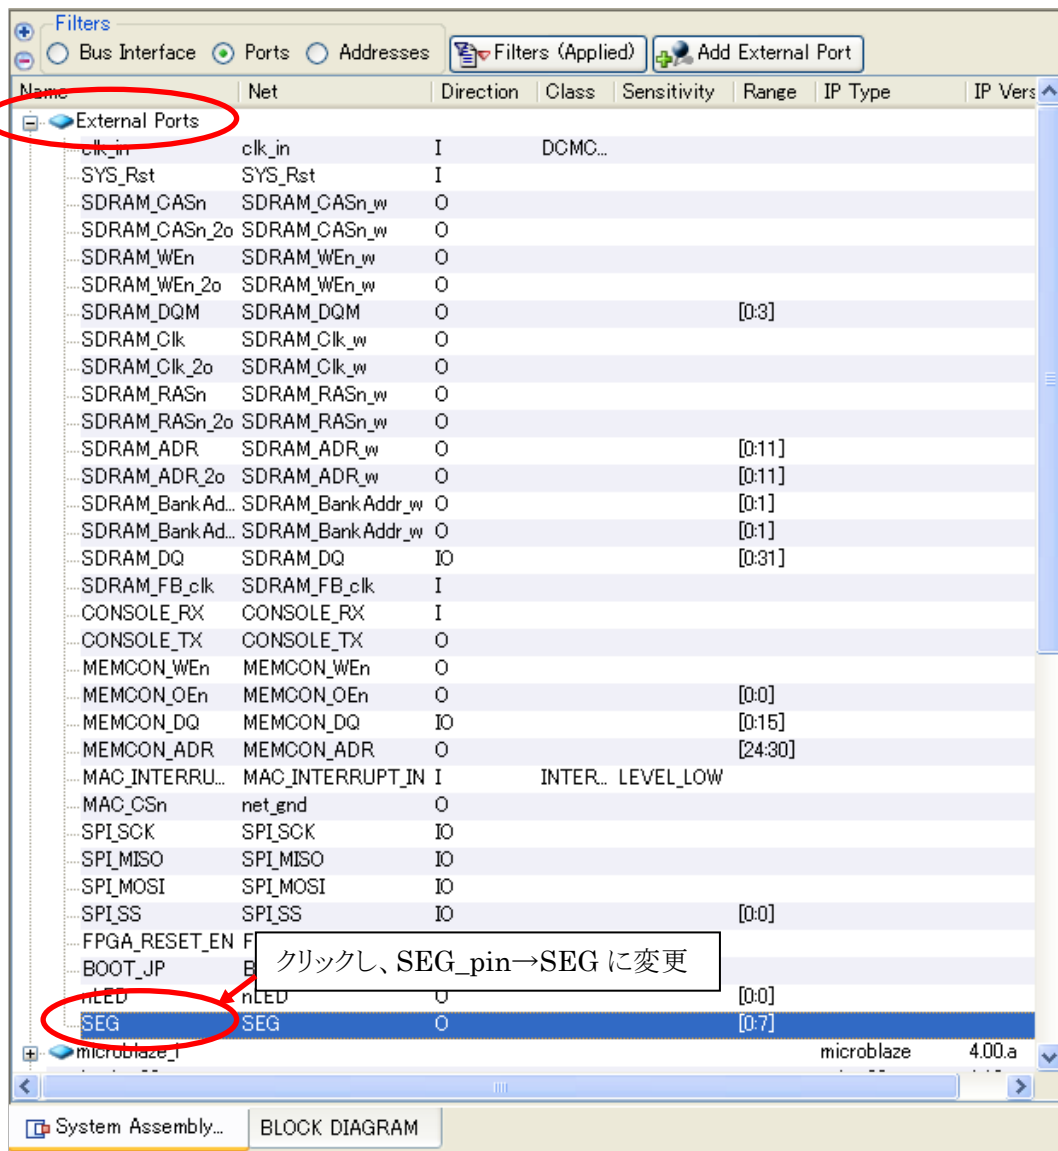 Filters
Bus Interface Ports Addresses Filters (Applied) Add External Port
Name Net Direction Class Sensitivity Range IP Type IP Vers
External Ports
clk_in clk_in I DCMC...
SYS_Rst SYS_Rst I
SDRAM_CASn SDRAM_CASn_w O
SDRAM_CASn_2o SDRAM_CASn_w O
SDRAM_WEn SDRAM_WEn_w O
SDRAM_WEn_2o SDRAM_WEn_w O
SDRAM_DQM SDRAM_DQM O [0:3]
SDRAM_Clk SDRAM_Clk_w O
SDRAM_Clk_2o SDRAM_Clk_w O
SDRAM_RASn SDRAM_RASn_w O
SDRAM_RASn_2o SDRAM_RASn_w O
SDRAM_ADR SDRAM_ADR_w O [0:11]
SDRAM_ADR_2o SDRAM_ADR_w O [0:11]
SDRAM_BankAd... SDRAM_BankAddr_w O [0:1]
SDRAM_BankAd... SDRAM_BankAddr_w O [0:1]
SDRAM_DQ SDRAM_DQ IO [0:31]
SDRAM_FB_clk SDRAM_FB_clk I
CONSOLE_RX CONSOLE_RX I
CONSOLE_TX CONSOLE_TX O
MEMCON_WEn MEMCON_WEn O
MEMCON_OEn MEMCON_OEn O [0:0]
MEMCON_DQ MEMCON_DQ IO [0:15]
MEMCON_ADR MEMCON_ADR O [24:30]
MAC_INTERRU... MAC_INTERRUPT_IN I INTER... LEVEL_LOW
MAC_CSn net_gnd O
SPI_SCK SPI_SCK IO
SPI_MISO SPI_MISO IO
SPI_MOSI SPI_MOSI IO
SPI_SS SPI_SS IO [0:0]
FPGA_RESET_EN F
クリックし、SEG_pin→SEG に変更
BOOT_JP B
nLED nLED O [0:0]
SEG SEG O [0:7]
microblaze_i microblaze 4.00.a
System Assembly... BLOCK DIAGRAM